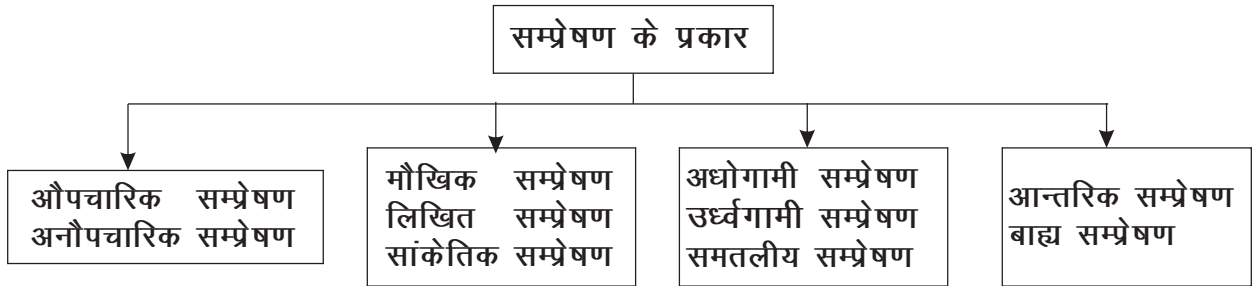 सम्प्रेषण के प्रकार
औपचारिक सम्प्रेषण
अनौपचारिक सम्प्रेषण
मौखिक सम्प्रेषण
लिखित सम्प्रेषण
सांकेतिक सम्प्रेषण
अधोगामी सम्प्रेषण
उर्ध्वगामी सम्प्रेषण
समतलीय सम्प्रेषण
आन्तरिक सम्प्रेषण
बाह्य सम्प्रेषण